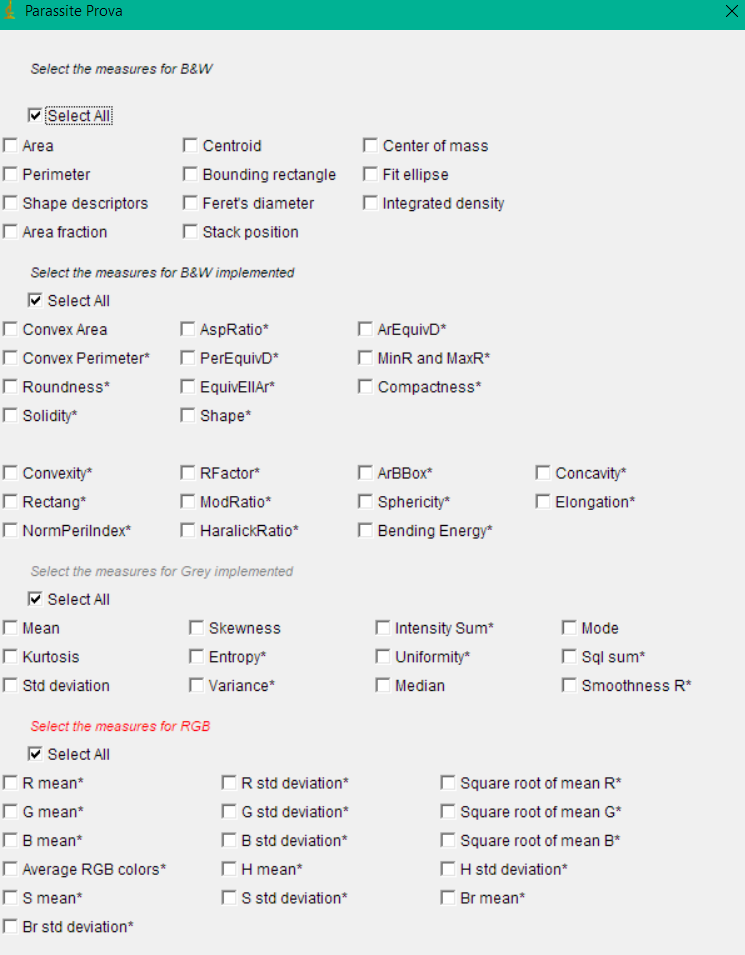 Parassite Prova
Select the measures for B&W
Select All
Area Centroid Center of mass
Perimeter Bounding rectangle Fit ellipse
Shape descriptors Feret's diameter Integrated density
Area fraction Stack position
Select the measures for B&W implemented
Select All
Convex Area AspRatio* ArEquivD*
Convex Perimeter* PerEquivD* MinR and MaxR*
Roundness* EquivEllAr* Compactness*
Solidity* Shape*
Convexity* RFactor* ArBBox* Concavity*
Rectang* ModRatio* Sphericity* Elongation*
NormPeriIndex* HaralickRatio* Bending Energy*
Select the measures for Grey implemented
Select All
Mean Skewness Intensity Sum* Mode
Kurtosis Entropy* Uniformity* Sql sum*
Std deviation Variance* Median Smoothness R*
Select the measures for RGB
Select All
R mean* R std deviation* Square root of mean R*
G mean* G std deviation* Square root of mean G*
B mean* B std deviation* Square root of mean B*
Average RGB colors* H mean* H std deviation*
S mean* S std deviation* Br mean*
Br std deviation*